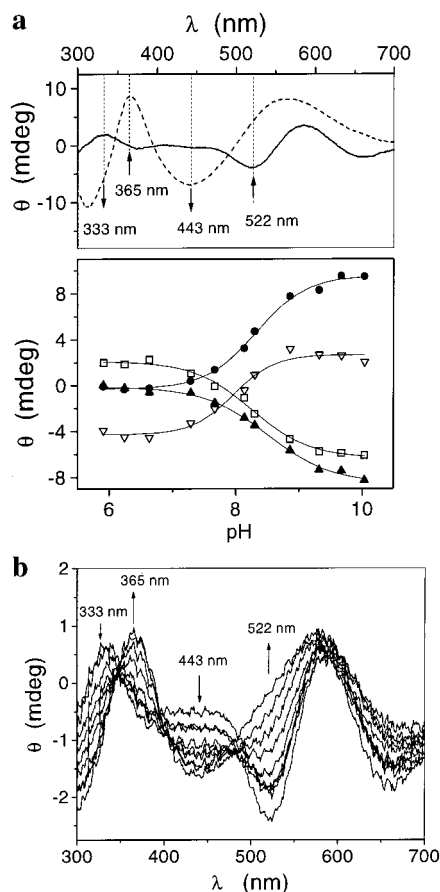 a
λ (nm)
300 400 500 600 700
10
0
-10
θ (mdeg)
333 nm
365 nm
443 nm
522 nm
8
4
0
-4
-8
θ (mdeg)
6 8 10
pH
b
2
1
0
-1
-2
θ (mdeg)
365 nm
333 nm
443 nm
522 nm
300 400 500 600 700
λ (nm)